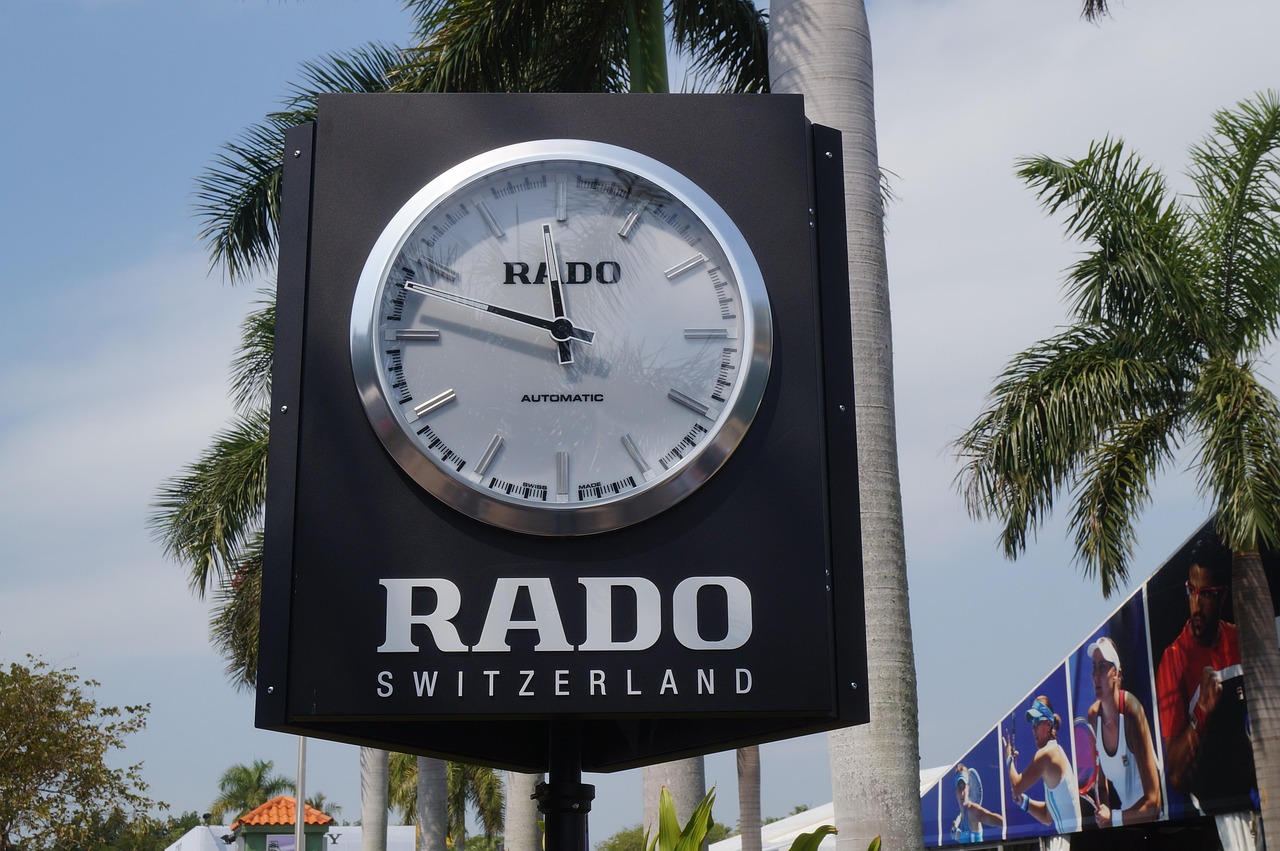 RADO
AUTOMATIC
SWISS MADE
RADO
SWITZERLAND
Y